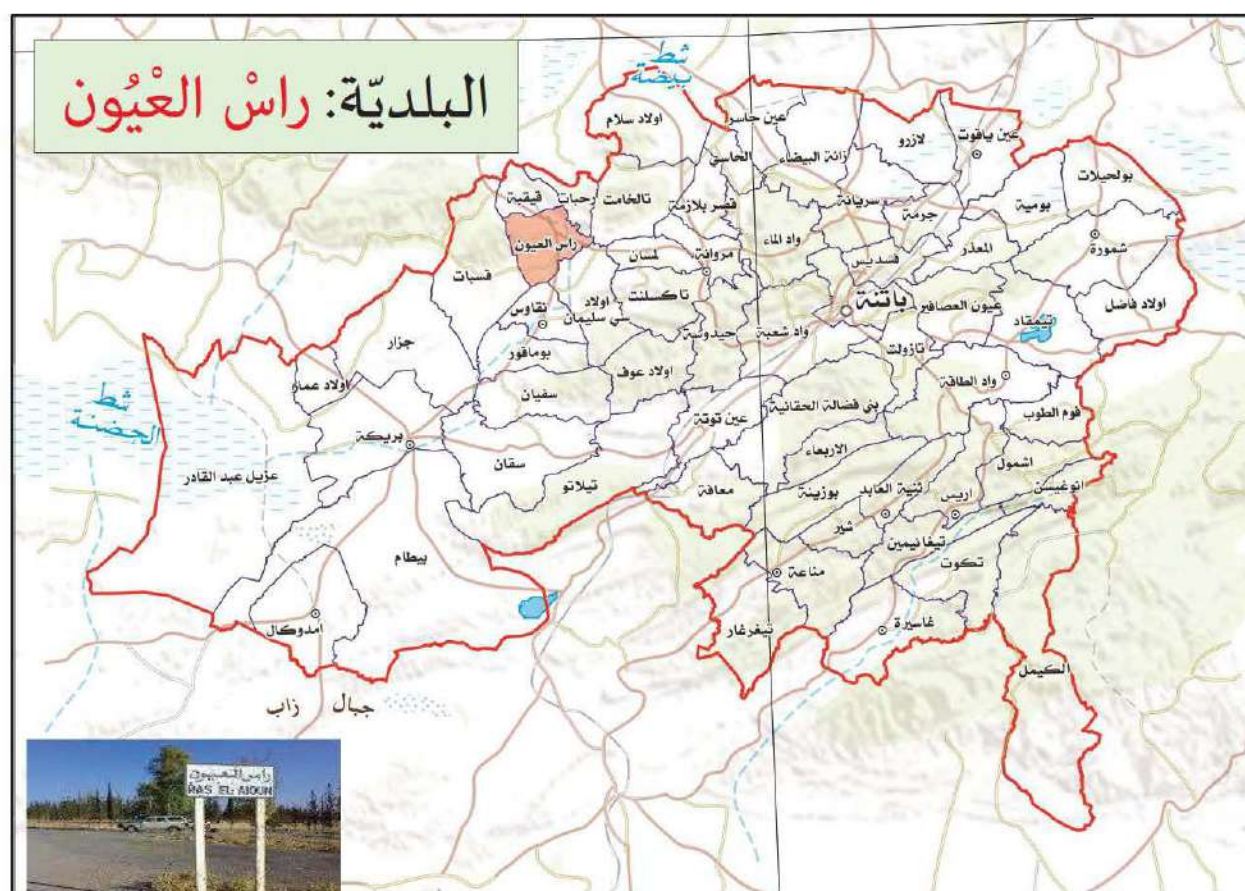 البلديّة: راسْ العْيُون
شط
بيضة
اولاد سلام
عين جاسر
الحاسي
زانة البيضاء
لازرو
عين ياقوت
بولحيلات
قيقبة
رحبات
تالخامت
قصر بلازمة
سريانة
جرمة
بومية
راس العيون
لمسان
مروانة
واد الماء
فسديس
المعذر
شمورة
قسبات
نقاوس
اولاد
سي سليمان
تاكسلنت
حيدوسة
واد شعبة
باتنة
عيون العصافير
تيمقاد
اولاد فاضل
جزار
بوماقور
اولاد عوف
تازولت
واد الطاقة
شط
الحضنة
اولاد عمار
سفيان
عين توتة
بني فضالة الحقانية
فوم الطوب
بريكة
سقان
الاربعاء
اشمول
عزيل عبد القادر
تيلاتو
معافة
بوزينة
ثنية العابد
اريس
انوغيسن
شير
تيغانيمين
بيطام
مناعة
تكوت
امدوكال
تيغرغار
غاسيرة
الكيمل
جبال زاب
راس العيون
RAS EL AIOUN